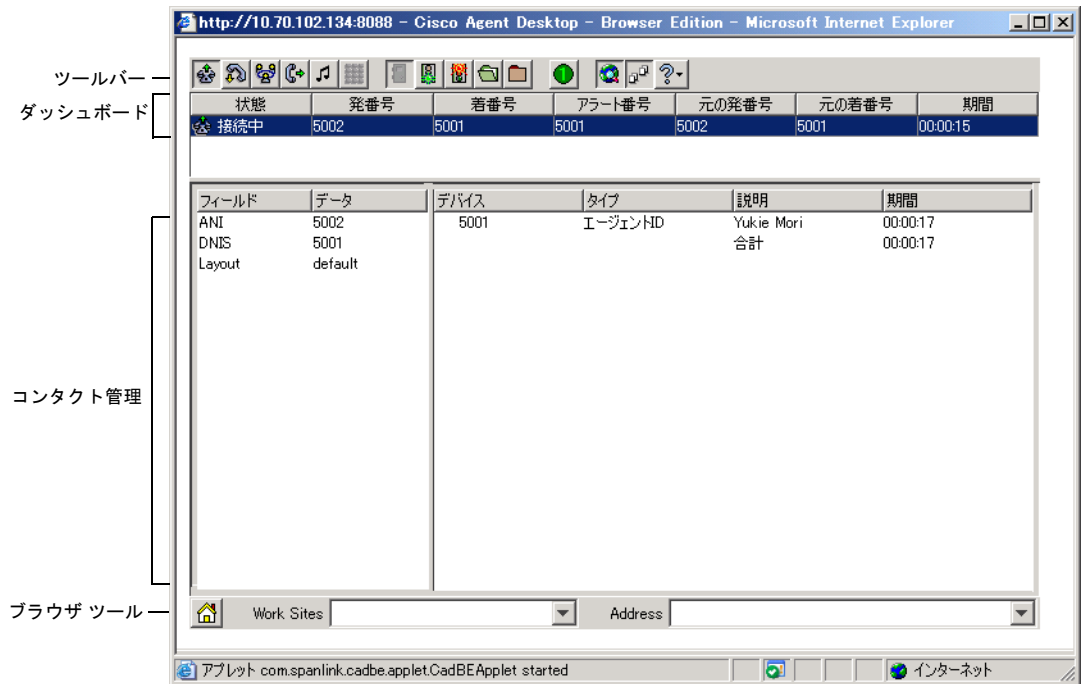 http://10.70.102.134:8088 - Cisco Agent Desktop - Browser Edition - Microsoft Internet Explorer
ツールバー
ダッシュボード
状態 発番号 着番号 アラート番号 元の発番号 元の着番号 期間
接続中 5002 5001 5001 5002 5001 00:00:15
フィールド データ デバイス タイプ 説明 期間
ANI 5002 5001 エージェントID Yukie Mori 00:00:17
DNIS 5001 合計 00:00:17
Layout default
コンタクト管理
ブラウザ ツール
Work Sites Address
アプレット com.spanlink.cadbe.applet.CadBEApplet started インターネット